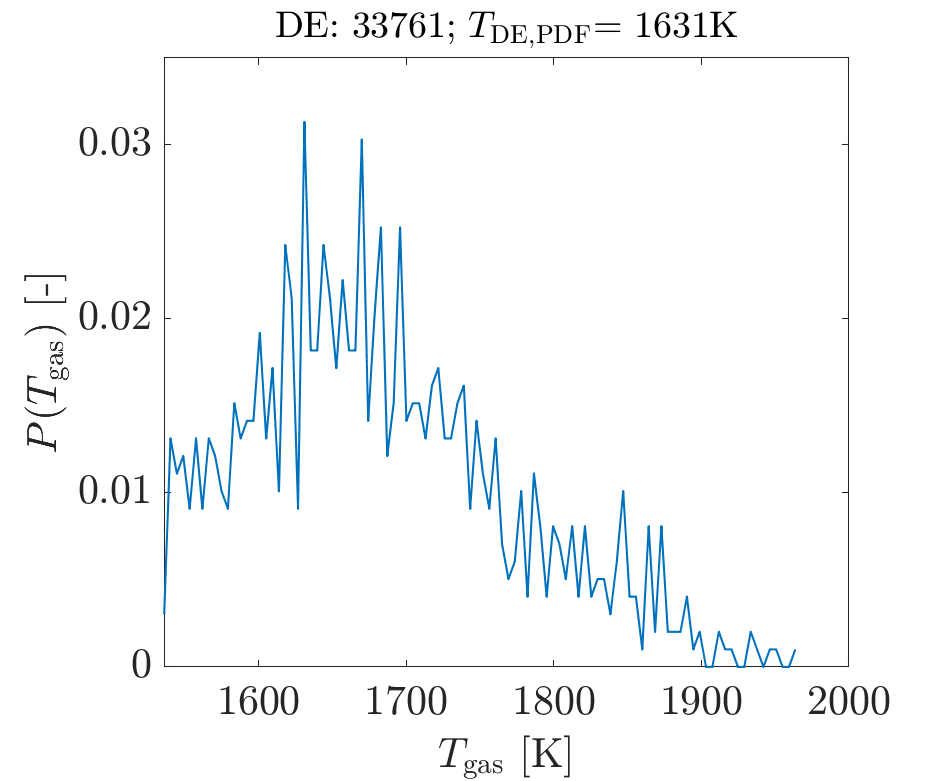 DE: 33761; T_DE,PDF= 1631K
0.03
0.02
0.01
0
P(T_gas) [-]
1600 1700 1800 1900 2000
T_gas [K]